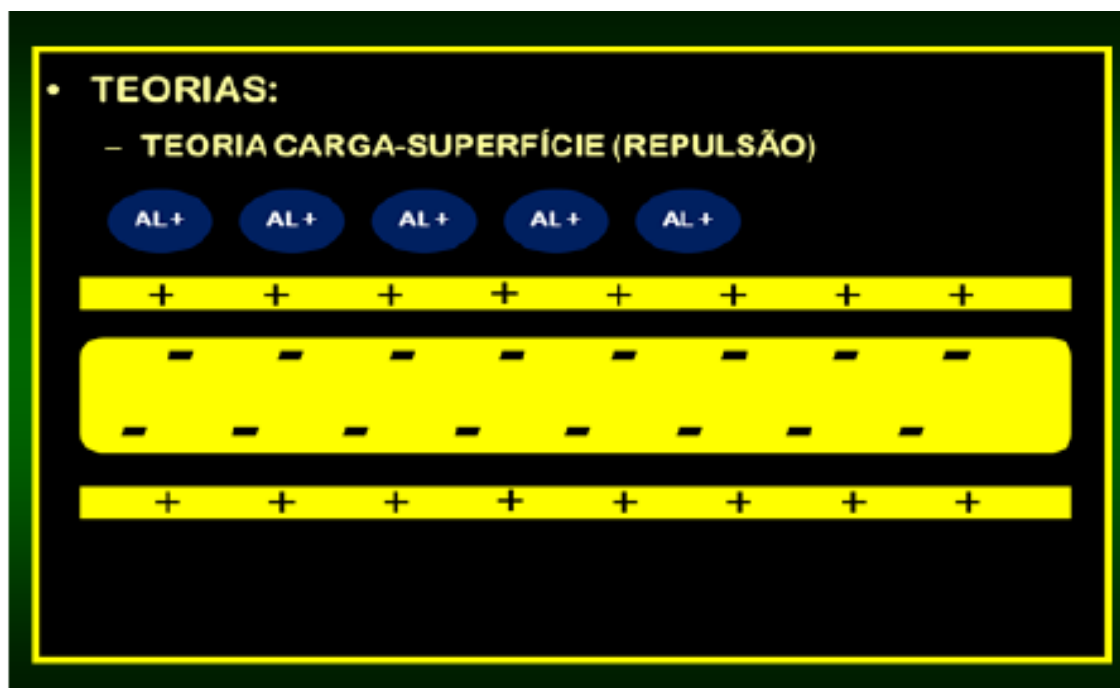 • TEORIAS:
– TEORIA CARGA-SUPERFÍCIE (REPULSÃO)
AL + AL + AL + AL + AL +
+ + + + + + + +
- - - - - - - -
- - - - - - - -
+ + + + + + + +